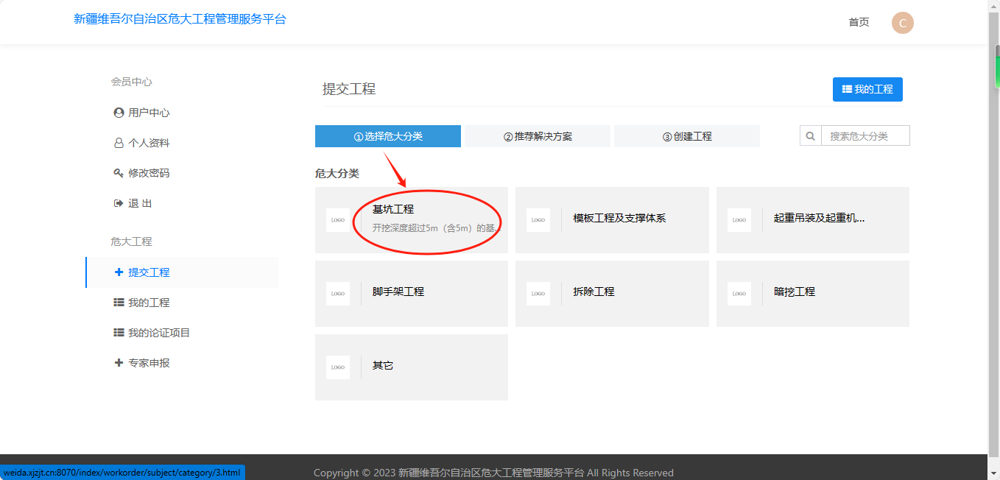 新疆维吾尔自治区危大工程管理服务平台
首页
C
会员中心
用户中心
个人资料
修改密码
退 出
危大工程
提交工程
我的工程
我的论证项目
专家申报
提交工程
我的工程
①选择危大分类
②推荐解决方案
③创建工程
搜索危大分类
危大分类
LOGO
基坑工程
开挖深度超过5m（含5m）的基...
LOGO
模板工程及支撑体系
LOGO
起重吊装及起重机...
LOGO
脚手架工程
LOGO
拆除工程
LOGO
暗挖工程
LOGO
其它
weida.xjzjt.cn:8070/index/workorder/subject/category/3.html
Copyright © 2023 新疆维吾尔自治区危大工程管理服务平台 All Rights Reserved